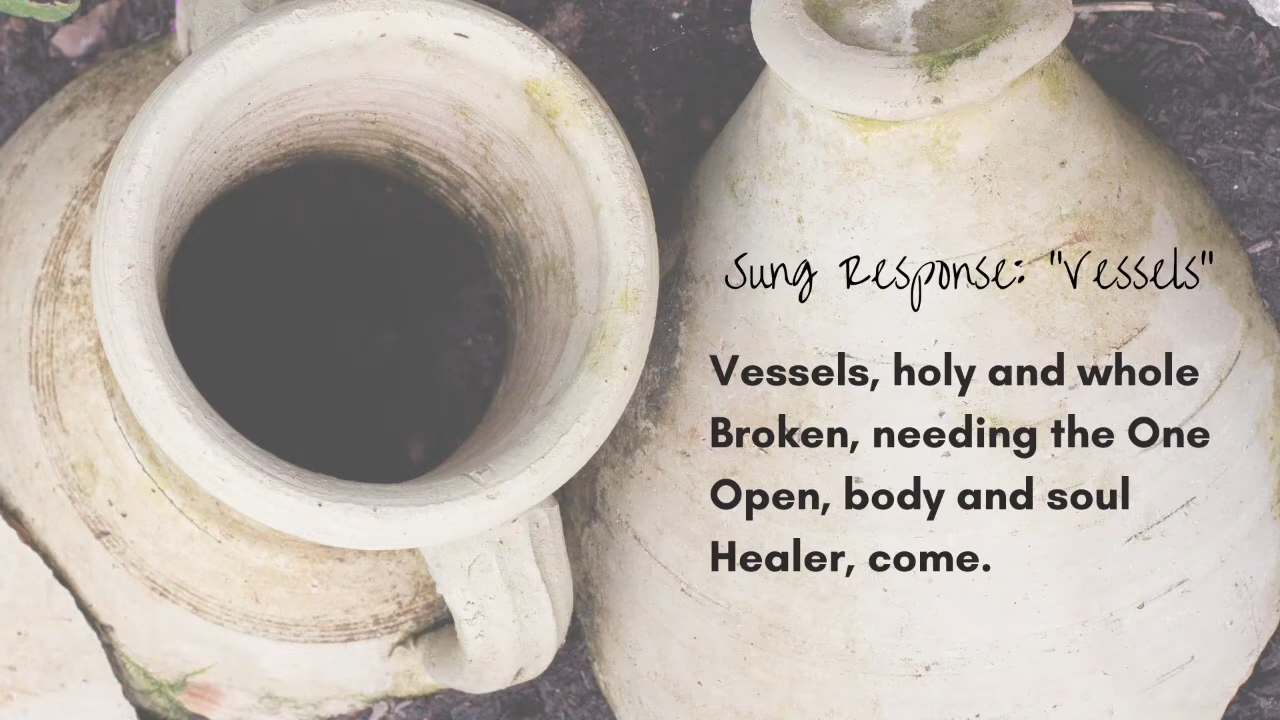 Sung Response: "Vessels"
Vessels, holy and whole
Broken, needing the One
Open, body and soul
Healer, come.